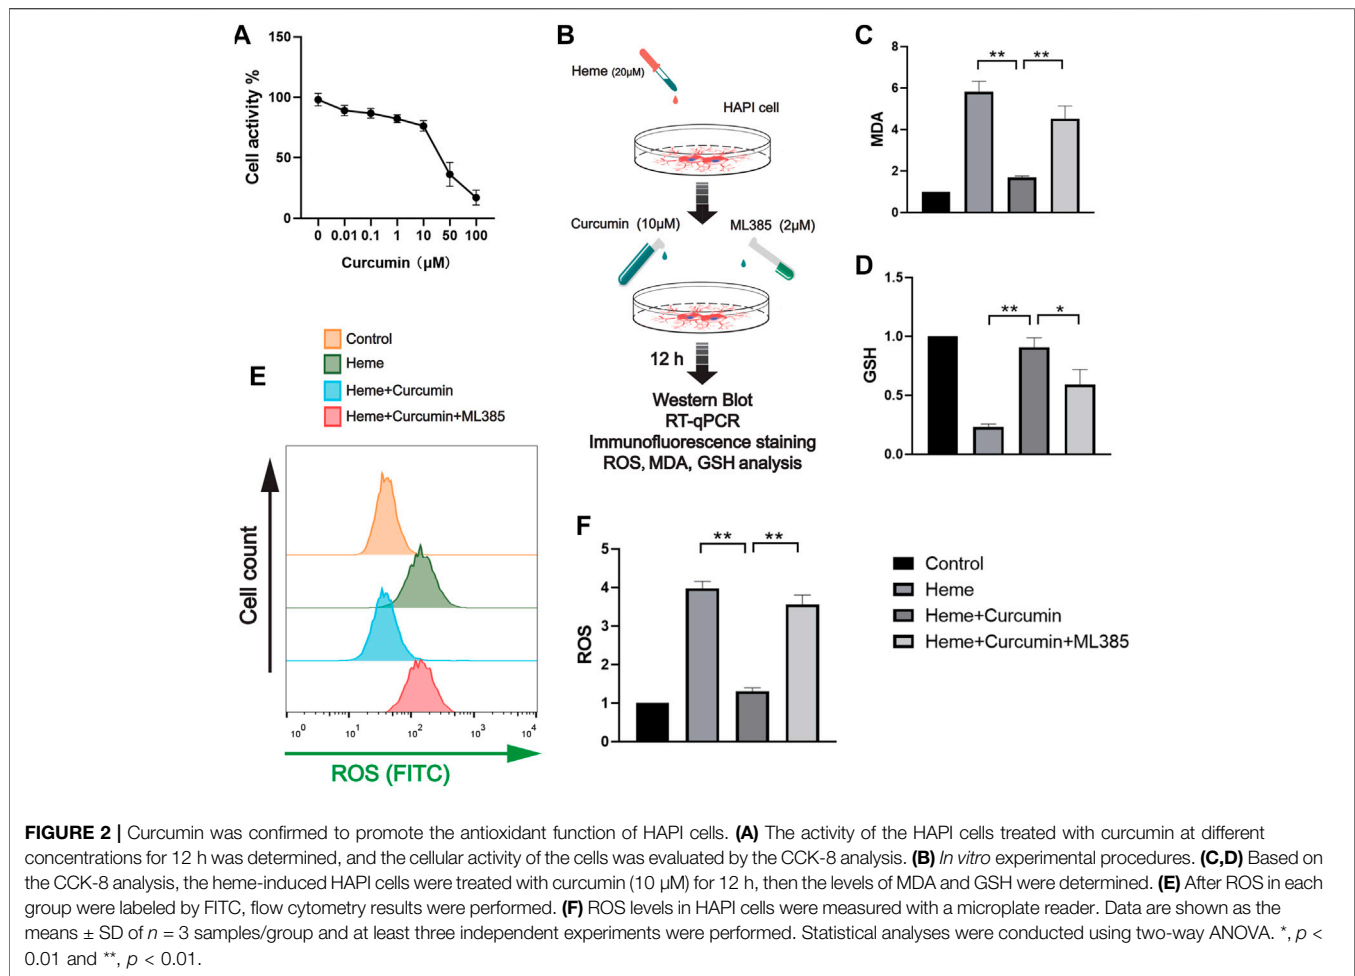 A
150
100
50
0
Cell activity %
0 0.01 0.1 1 10 50 100
Curcumin (μM)
B
Heme (20μM)
HAPI cell
Curcumin (10μM)
ML385 (2μM)
12 h
Western Blot
RT-qPCR
Immunofluorescence staining
ROS, MDA, GSH analysis
C
8
6
4
2
0
MDA
** **
D
1.5
1.0
0.5
0.0
GSH
** *
E
Control
Heme
Heme+Curcumin
Heme+Curcumin+ML385
Cell count
10^0 10^1 10^2 10^3 10^4
ROS (FITC)
F
5
4
3
2
1
0
ROS
** **
Control
Heme
Heme+Curcumin
Heme+Curcumin+ML385
FIGURE 2 | Curcumin was confirmed to promote the antioxidant function of HAPI cells. (A) The activity of the HAPI cells treated with curcumin at different
concentrations for 12 h was determined, and the cellular activity of the cells was evaluated by the CCK-8 analysis. (B) In vitro experimental procedures. (C,D) Based on
the CCK-8 analysis, the heme-induced HAPI cells were treated with curcumin (10 μM) for 12 h, then the levels of MDA and GSH were determined. (E) After ROS in each
group were labeled by FITC, flow cytometry results were performed. (F) ROS levels in HAPI cells were measured with a microplate reader. Data are shown as the
means ± SD of n = 3 samples/group and at least three independent experiments were performed. Statistical analyses were conducted using two-way ANOVA. *, p <
0.01 and **, p < 0.01.